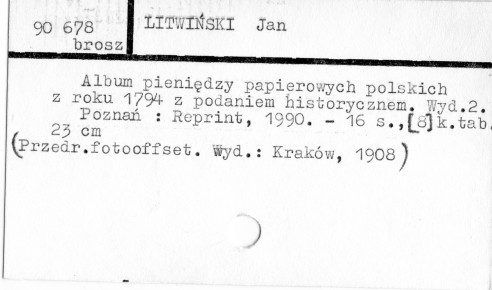 90 678
brosz
LITWIŃSKI Jan
Album pieniędzy papierowych polskich
z roku 1794 z podaniem historycznem. Wyd.2.
Poznań : Reprint, 1990. - 16 s.,[8]k.tab.
23 cm
(Przedr.fotooffset. Wyd.: Kraków, 1908)